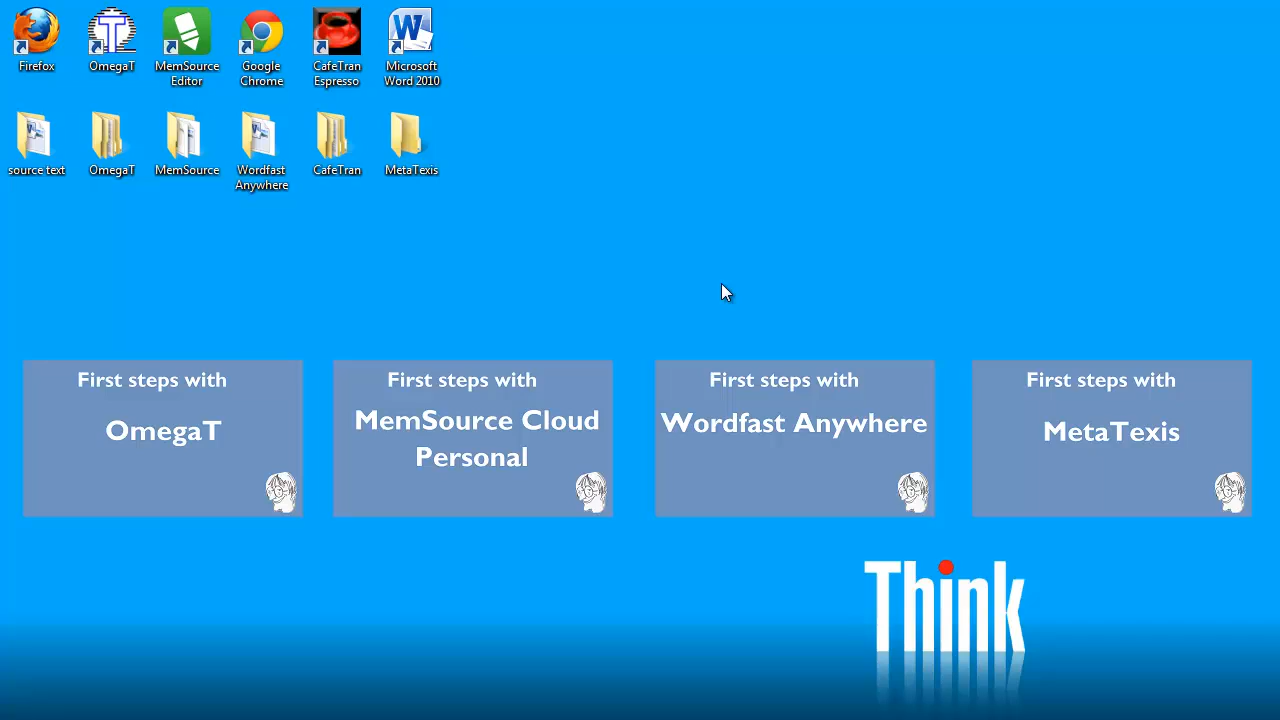 Firefox
OmegaT
MemSource
Editor
Google
Chrome
CafeTran
Espresso
Microsoft
Word 2010
source text
OmegaT
MemSource
Wordfast
Anywhere
CafeTran
MetaTexis
First steps with
OmegaT
First steps with
MemSource Cloud
Personal
First steps with
Wordfast Anywhere
First steps with
MetaTexis
Think